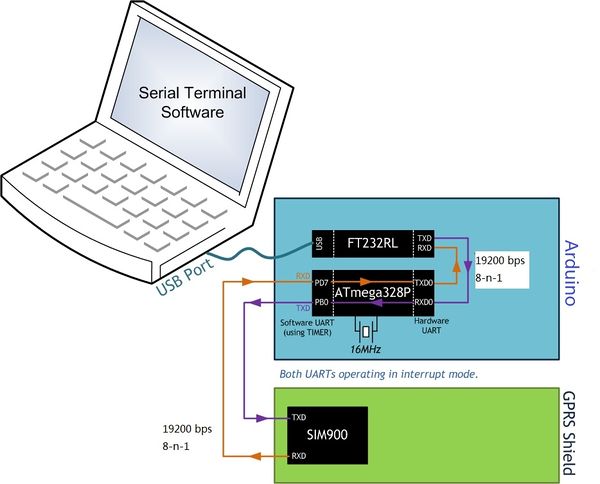 Serial Terminal
Software
USB Port
Arduino
USB
FT232RL
TXD
RXD
19200 bps
8-n-1
RXD
PD7
ATmega328P
TXD0
PB0
RXD0
TXD
Software UART
(using TIMER)
16MHz
Hardware
UART
Both UARTs operating in interrupt mode.
GPRS Shield
TXD
SIM900
RXD
19200 bps
8-n-1